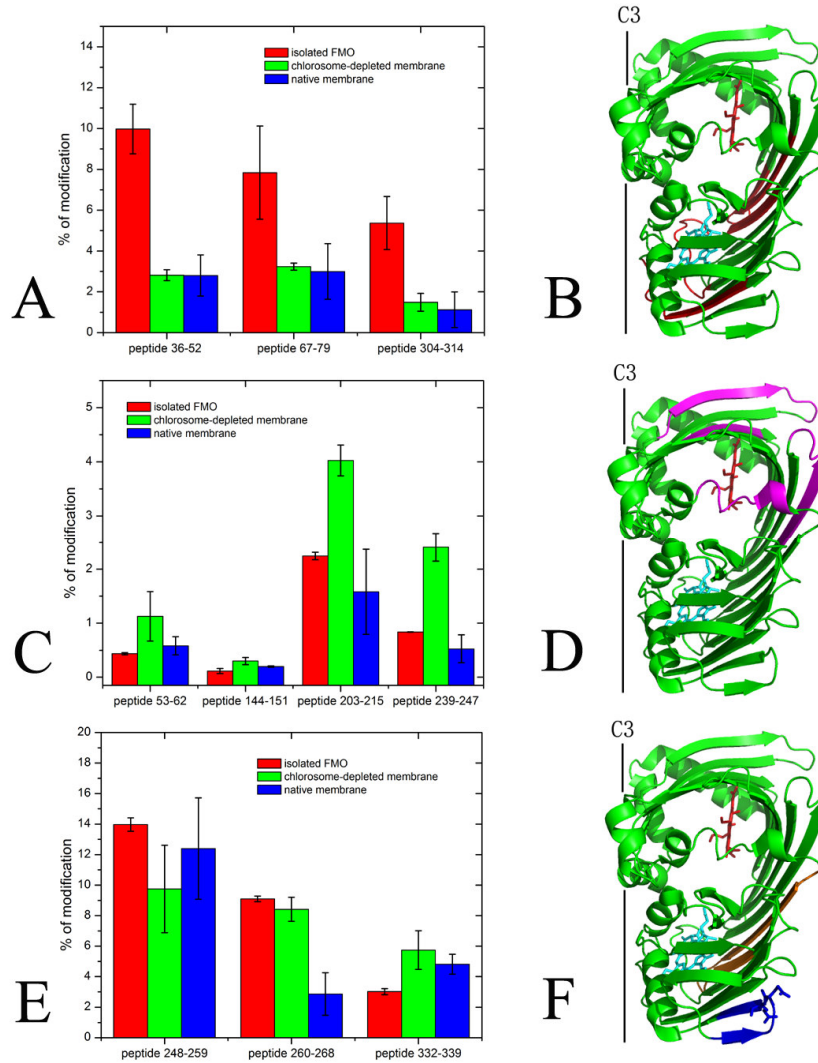 14
12
10
8
6
4
2
0
% of modification
isolated FMO
chlorosome-depleted membrane
native membrane
peptide 36-52
peptide 67-79
peptide 304-314
A
C3
B
5
4
3
2
1
0
% of modification
isolated FMO
chlorosome-depleted membrane
native membrane
peptide 53-62
peptide 144-151
peptide 203-215
peptide 239-247
C
C3
D
20
18
16
14
12
10
8
6
4
2
0
% of modification
isolated FMO
chlorosome-depleted membrane
native membrane
peptide 248-259
peptide 260-268
peptide 332-339
E
C3
F